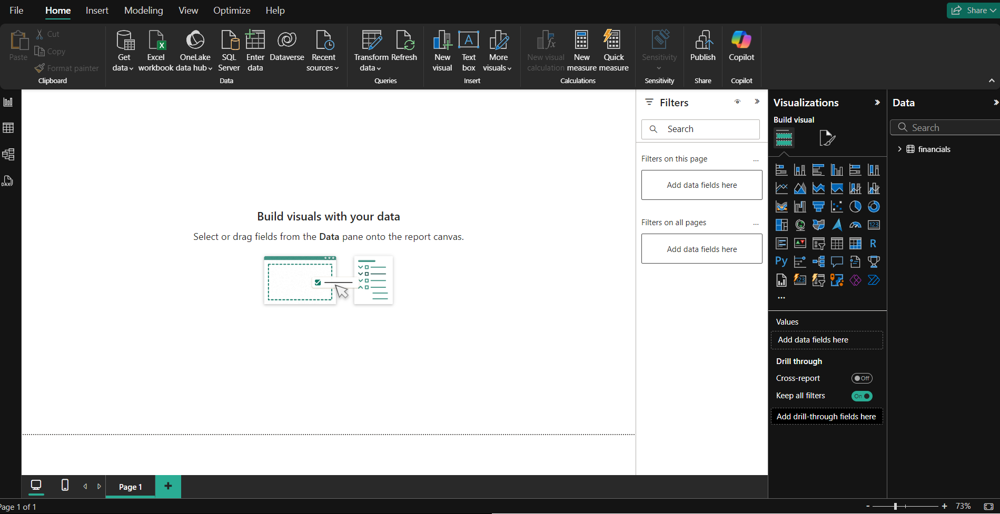 File Home Insert Modeling View Optimize Help Share
Paste
Cut
Copy
Format painter
Clipboard
Get data
Excel workbook
OneLake data hub
SQL Server
Enter data
Dataverse
Recent sources
Data
Transform data
Refresh
Queries
New visual
Text box
More visuals
Insert
New visual calculation
New measure
Quick measure
Calculations
Sensitivity
Sensitivity
Publish
Share
Copilot
Copilot
DAX
Build visuals with your data
Select or drag fields from the Data pane onto the report canvas.
Filters
Search
Filters on this page ...
Add data fields here
Filters on all pages ...
Add data fields here
Visualizations
Build visual
123
R
Py
123
...
Values
Add data fields here
Drill through
Cross-report Off
Keep all filters On
Add drill-through fields here
Data
Search
financials
Page 1 +
Page 1 of 1
- + 73%